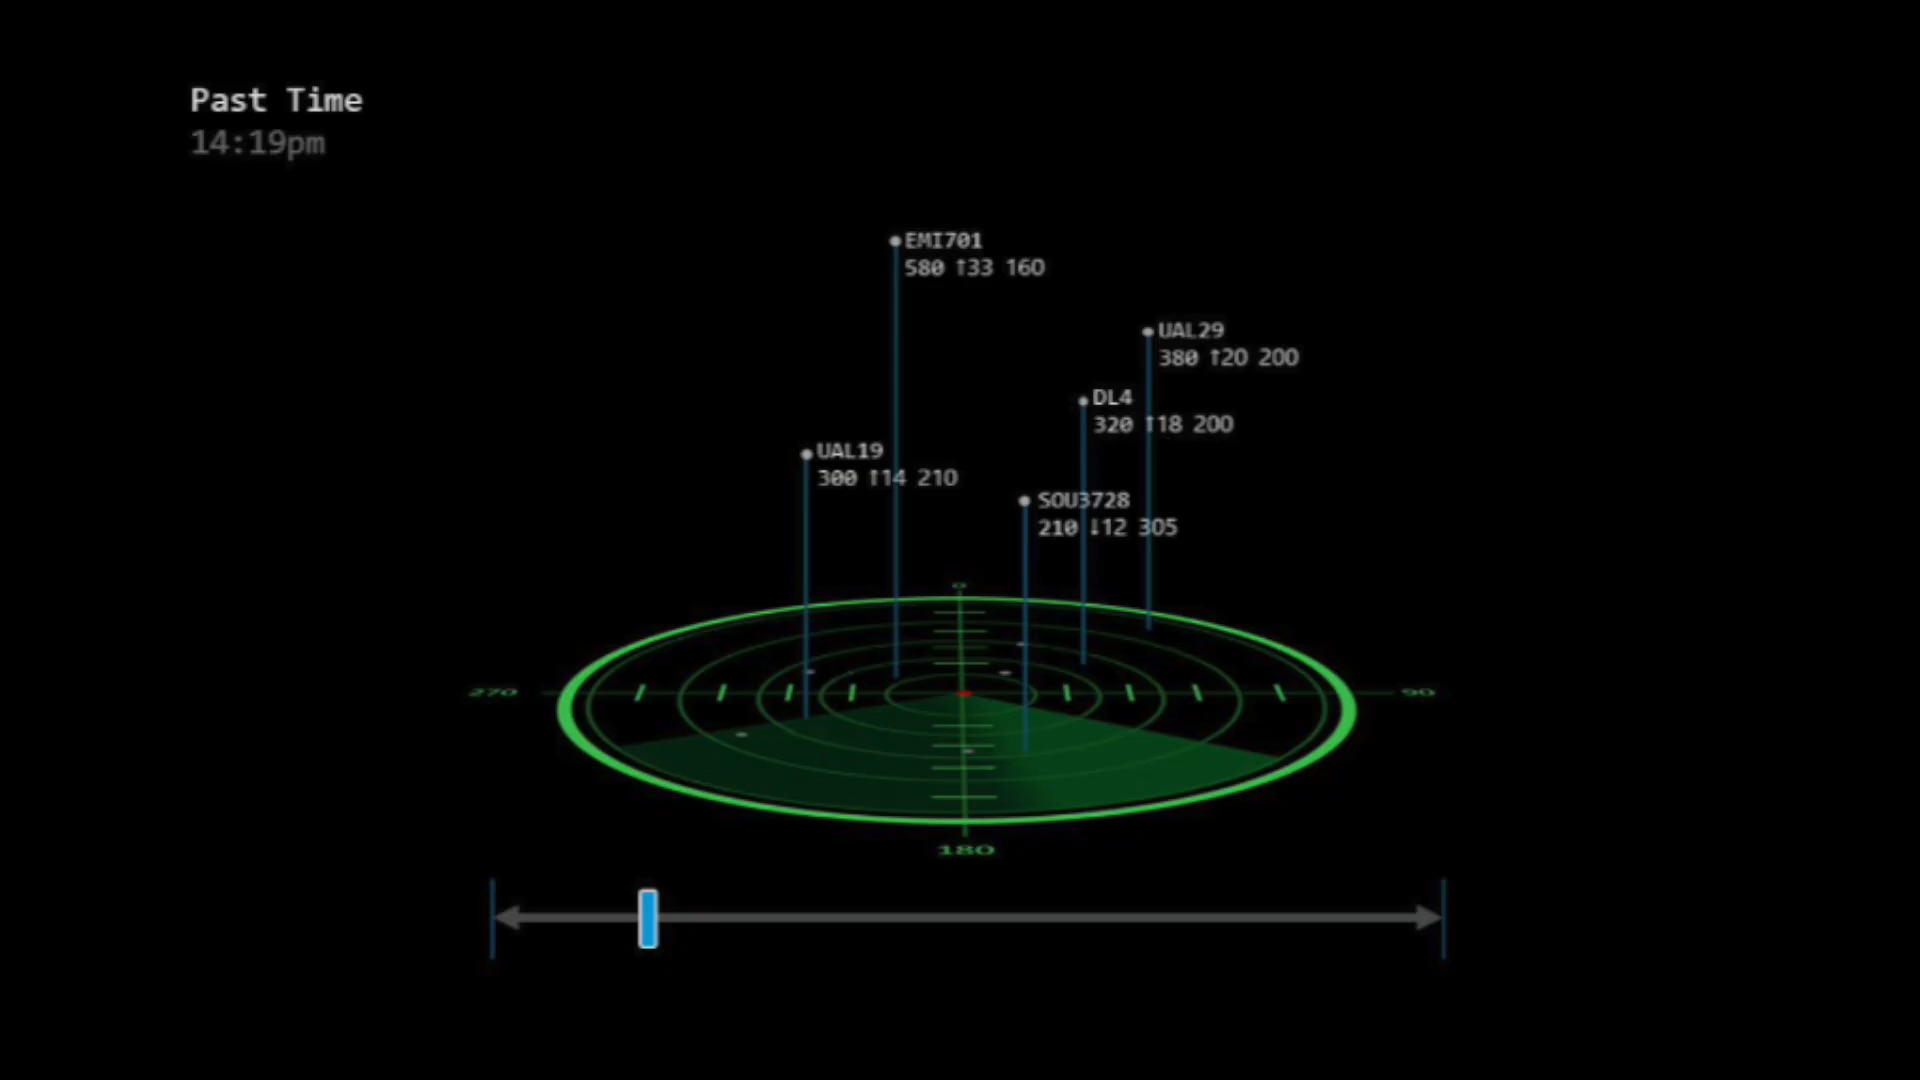 Past Time
14:19pm
EMI701
580 ↑33 160
UAL29
380 ↑20 200
DL4
320 ↑18 200
UAL19
300 ↑14 210
SOU3728
210 ↓12 305
0
270
90
180